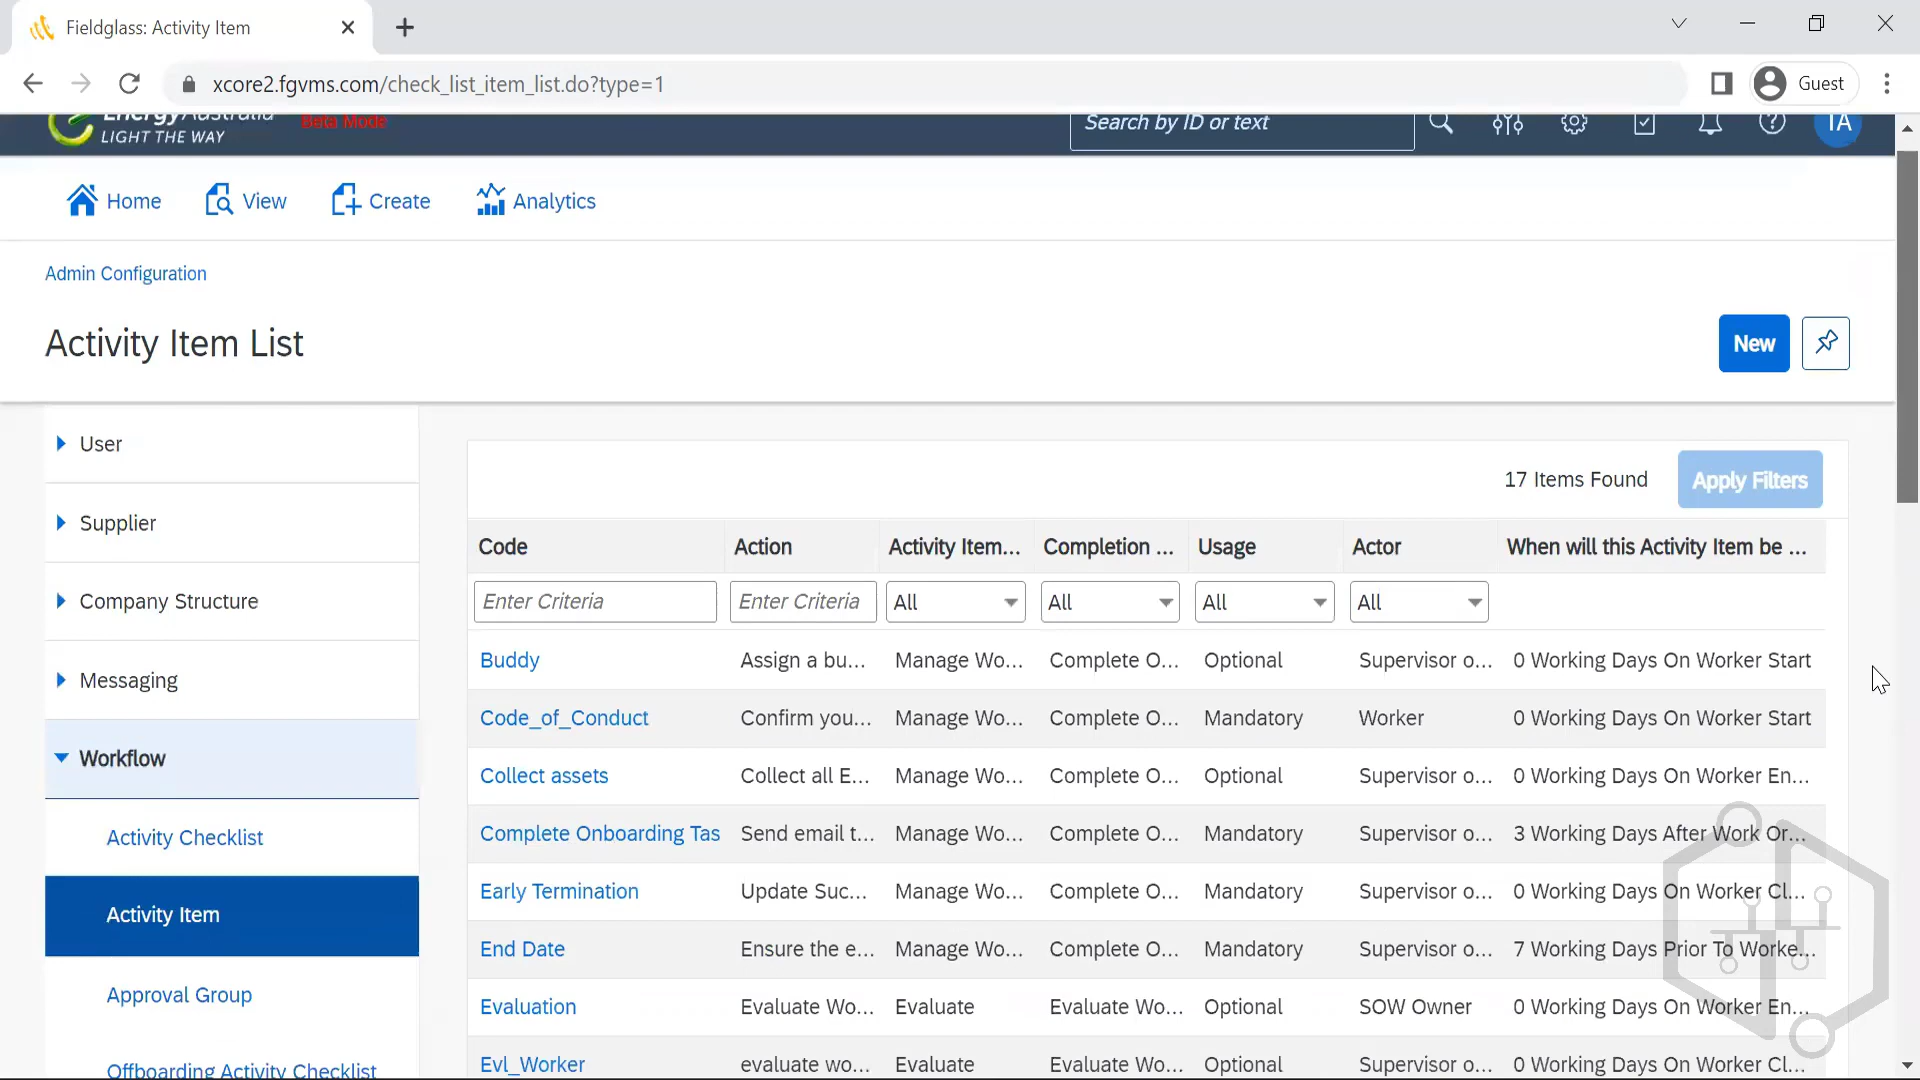 Fieldglass: Activity Item
xcore2.fgvms.com/check_list_item_list.do?type=1
Guest
EnergyAustralia
LIGHT THE WAY
Beta Mode
Search by ID or text
TA
Home
View
Create
Analytics
Admin Configuration
Activity Item List
New
User
Supplier
Company Structure
Messaging
Workflow
Activity Checklist
Activity Item
Approval Group
Offboarding Activity Checklist
17 Items Found
Apply Filters
Code Action Activity Item... Completion ... Usage Actor When will this Activity Item be ...
Enter Criteria Enter Criteria All All All All
Buddy Assign a bu... Manage Wo... Complete O... Optional Supervisor o... 0 Working Days On Worker Start
Code_of_Conduct Confirm you... Manage Wo... Complete O... Mandatory Worker 0 Working Days On Worker Start
Collect assets Collect all E... Manage Wo... Complete O... Optional Supervisor o... 0 Working Days On Worker En...
Complete Onboarding Tas Send email t... Manage Wo... Complete O... Mandatory Supervisor o... 3 Working Days After Work Or...
Early Termination Update Suc... Manage Wo... Complete O... Mandatory Supervisor o... 0 Working Days On Worker Cl...
End Date Ensure the e... Manage Wo... Complete O... Mandatory Supervisor o... 7 Working Days Prior To Worke...
Evaluation Evaluate Wo... Evaluate Evaluate Wo... Optional SOW Owner 0 Working Days On Worker En...
Evl_Worker evaluate wo... Evaluate Evaluate Wo... Optional Supervisor o... 0 Working Days On Worker Cl...